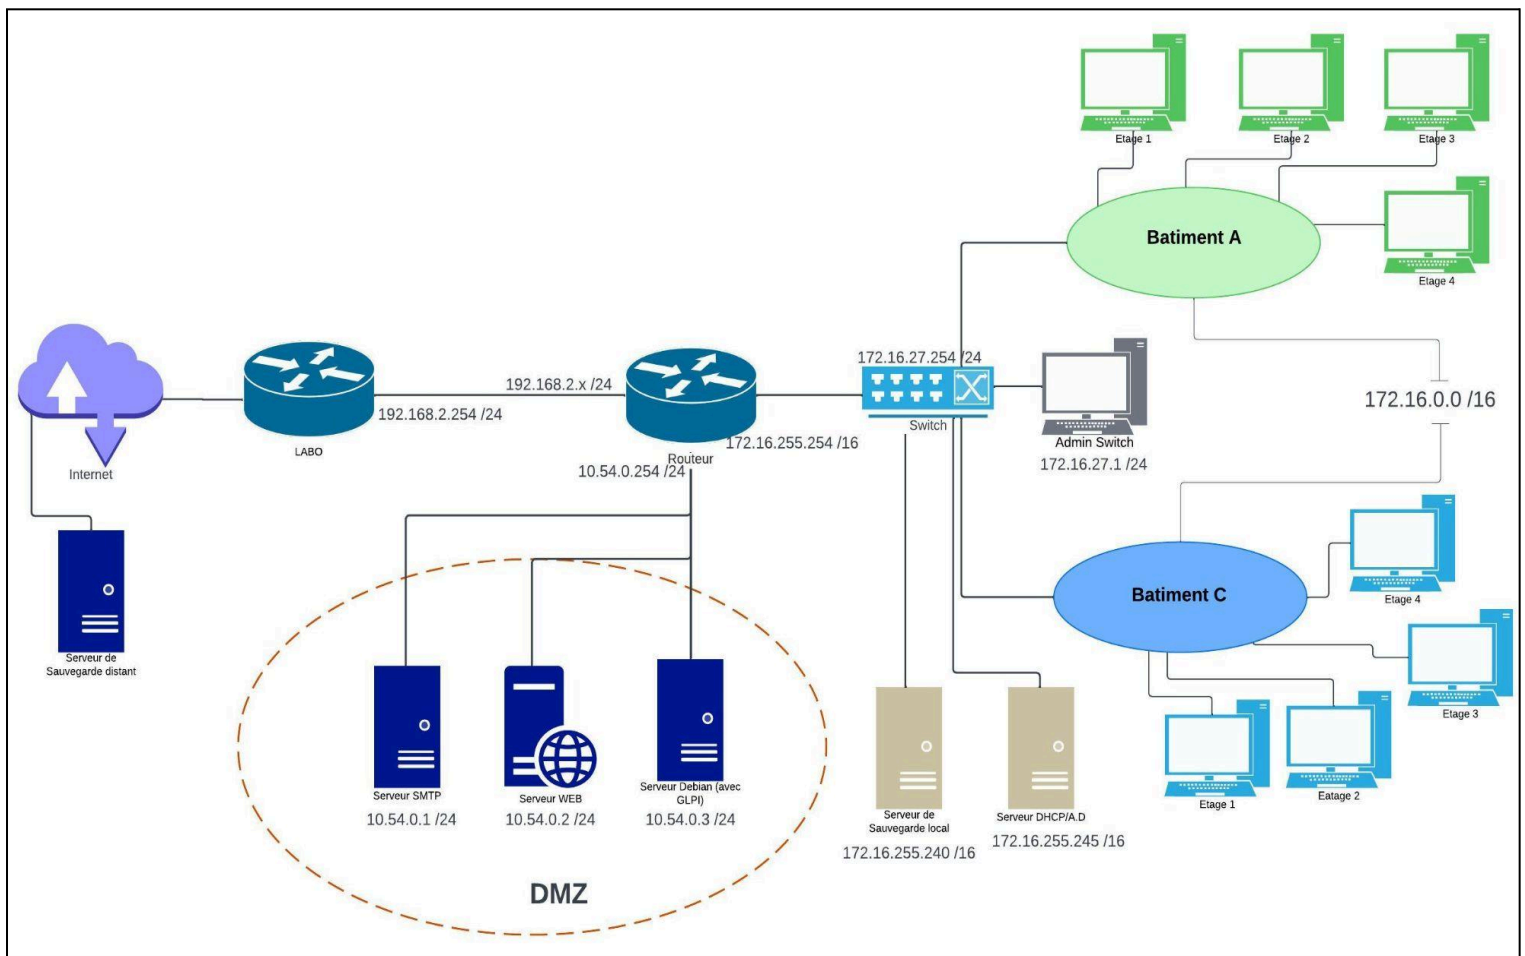 Etage 1
Etage 2
Etage 3
Batiment A
Etage 4
172.16.27.254 /24
192.168.2.x /24
192.168.2.254 /24
172.16.0.0 /16
Switch
LABO
172.16.255.254 /16
Admin Switch
Routeur
172.16.27.1 /24
10.54.0.254 /24
Internet
Batiment C
Etage 4
Serveur de
Sauvegarde distant
Etage 3
Etage 1
Eatage 2
Serveur SMTP
10.54.0.1 /24
Serveur WEB
10.54.0.2 /24
Serveur Debian (avec
GLPI)
10.54.0.3 /24
Serveur de
Sauvegarde local
172.16.255.240 /16
Serveur DHCP/A.D
172.16.255.245 /16
DMZ